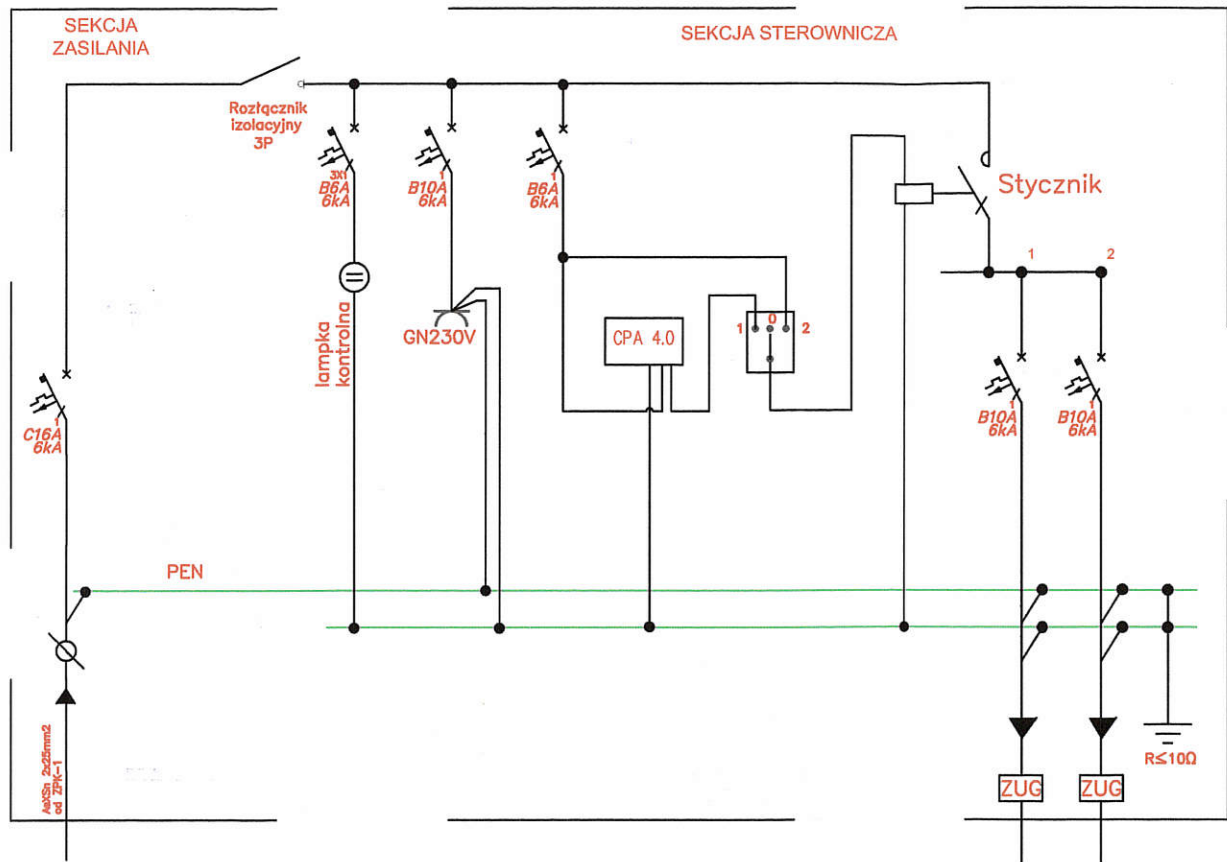 SEKCJA
ZASILANIA
SEKCJA STEROWNICZA
Rozłącznik
izolacyjny
3P
3X1
B6A
6kA
1
B10A
6kA
1
B6A
6kA
Stycznik
1
2
lampka
kontrolna
GN230V
CPA 4.0
1
0
2
1
C16A
6kA
1
B10A
6kA
1
B10A
6kA
PEN
AsXSn 2x25mm2
od ZPK-1
ZUG
ZUG
R≤10Ω